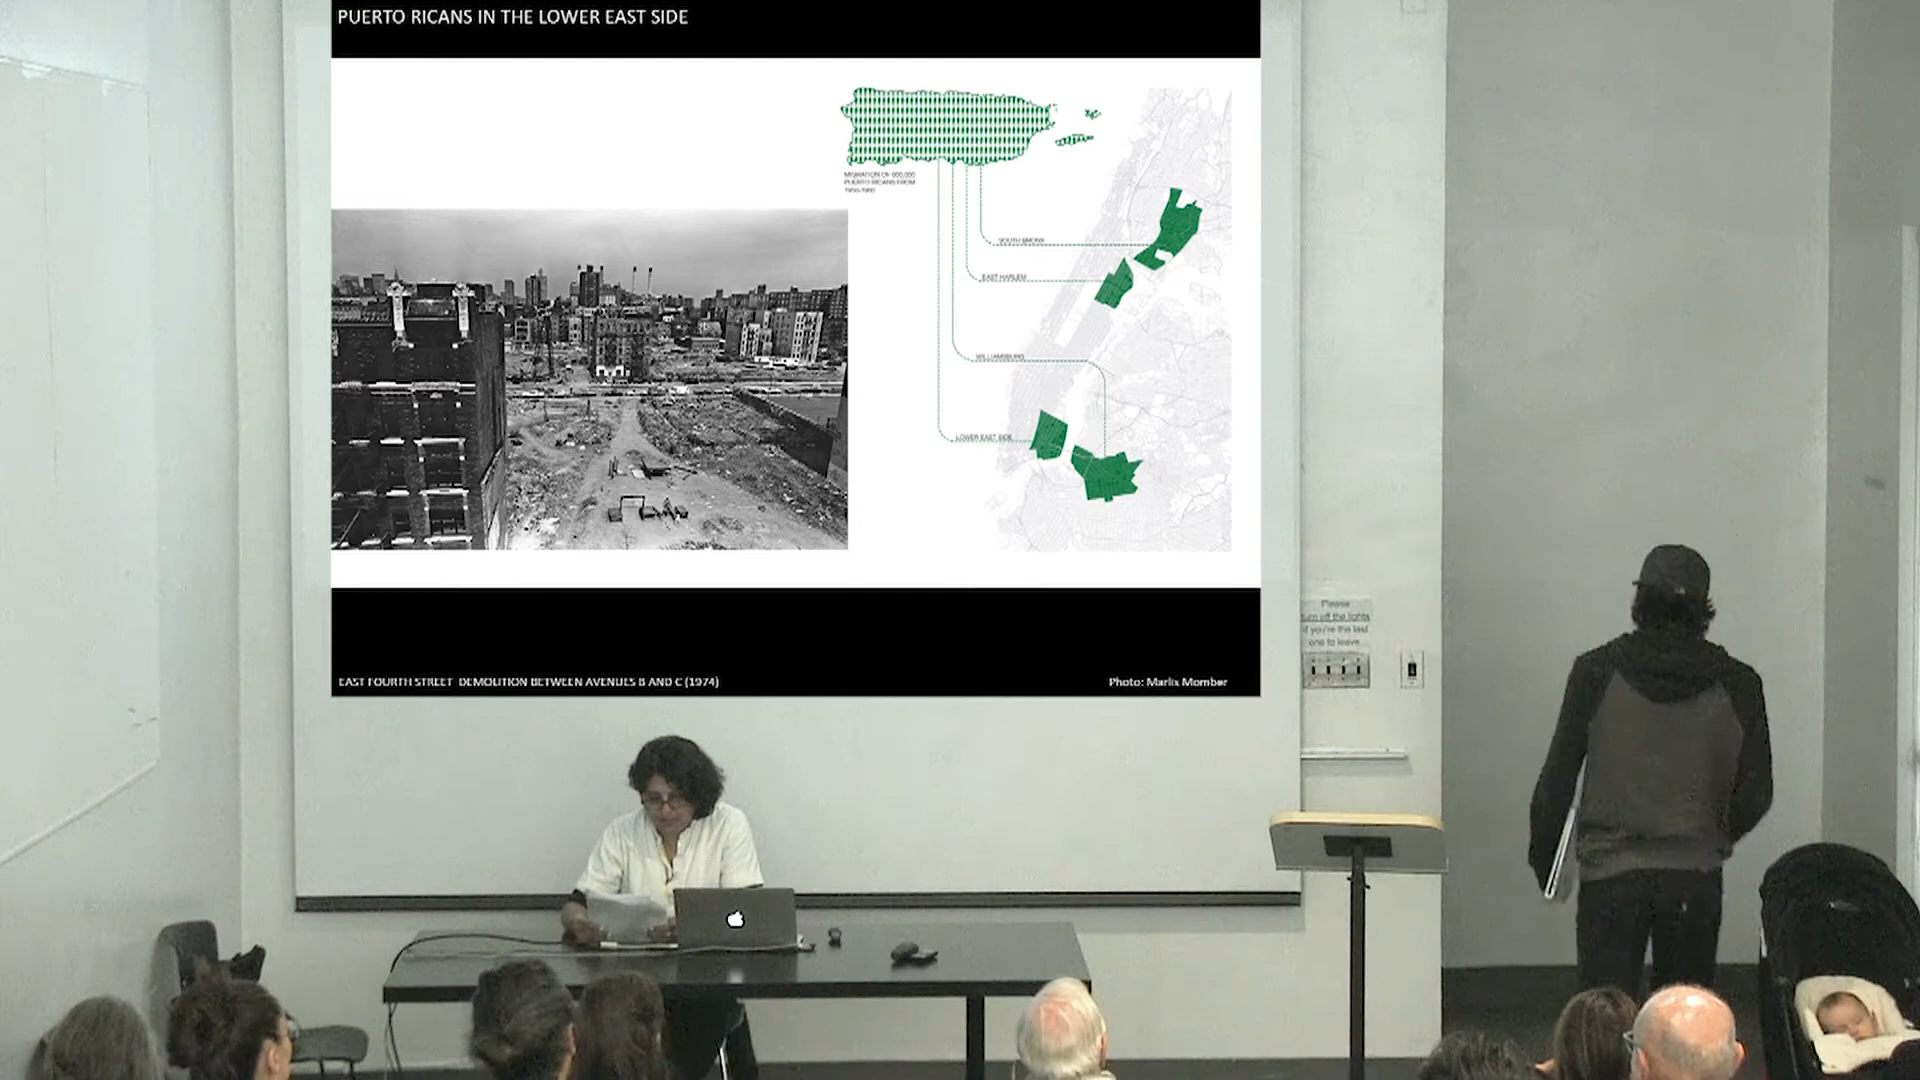 PUERTO RICANS IN THE LOWER EAST SIDE
MIGRATION OF 600,000
PUERTO RICANS FROM
SOUTH BRONX
EAST HARLEM
WILLIAMSBURG
LOWER EAST SIDE
EAST FOURTH STREET DEMOLITION BETWEEN AVENUES B AND C (1974)
Photo: Marlis Momber
Please
turn off the lights
if you're the last
one to leave